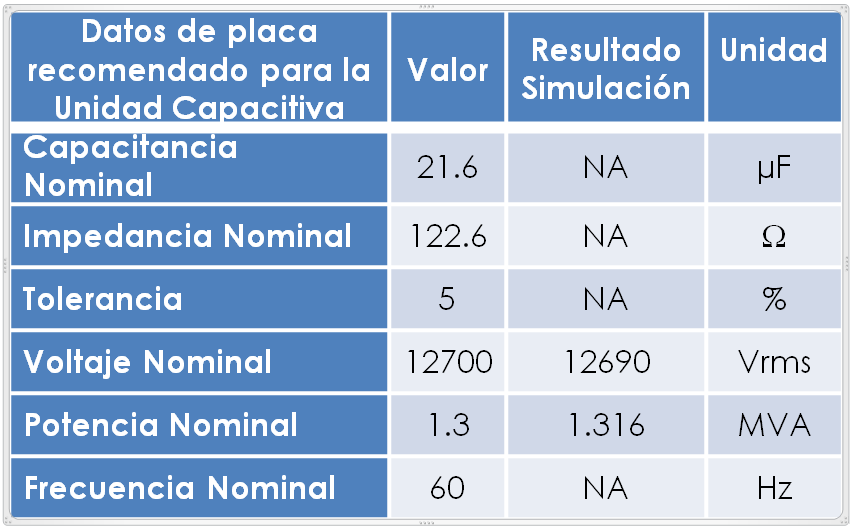 Datos de placa
recomendado para la
Unidad Capacitiva
Valor
Resultado
Simulación
Unidad
Capacitancia
Nominal
21.6
NA
µF
Impedancia Nominal
122.6
NA
Ω
Tolerancia
5
NA
%
Voltaje Nominal
12700
12690
Vrms
Potencia Nominal
1.3
1.316
MVA
Frecuencia Nominal
60
NA
Hz